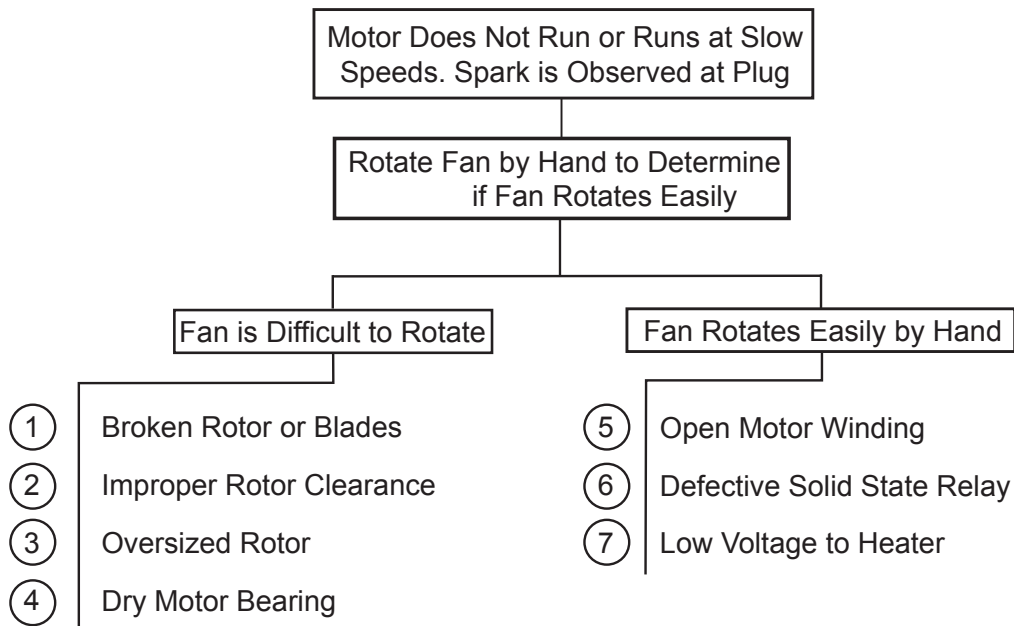 Motor Does Not Run or Runs at Slow
Speeds. Spark is Observed at Plug
Rotate Fan by Hand to Determine
if Fan Rotates Easily
Fan is Difficult to Rotate
1 Broken Rotor or Blades
2 Improper Rotor Clearance
3 Oversized Rotor
4 Dry Motor Bearing
Fan Rotates Easily by Hand
5 Open Motor Winding
6 Defective Solid State Relay
7 Low Voltage to Heater